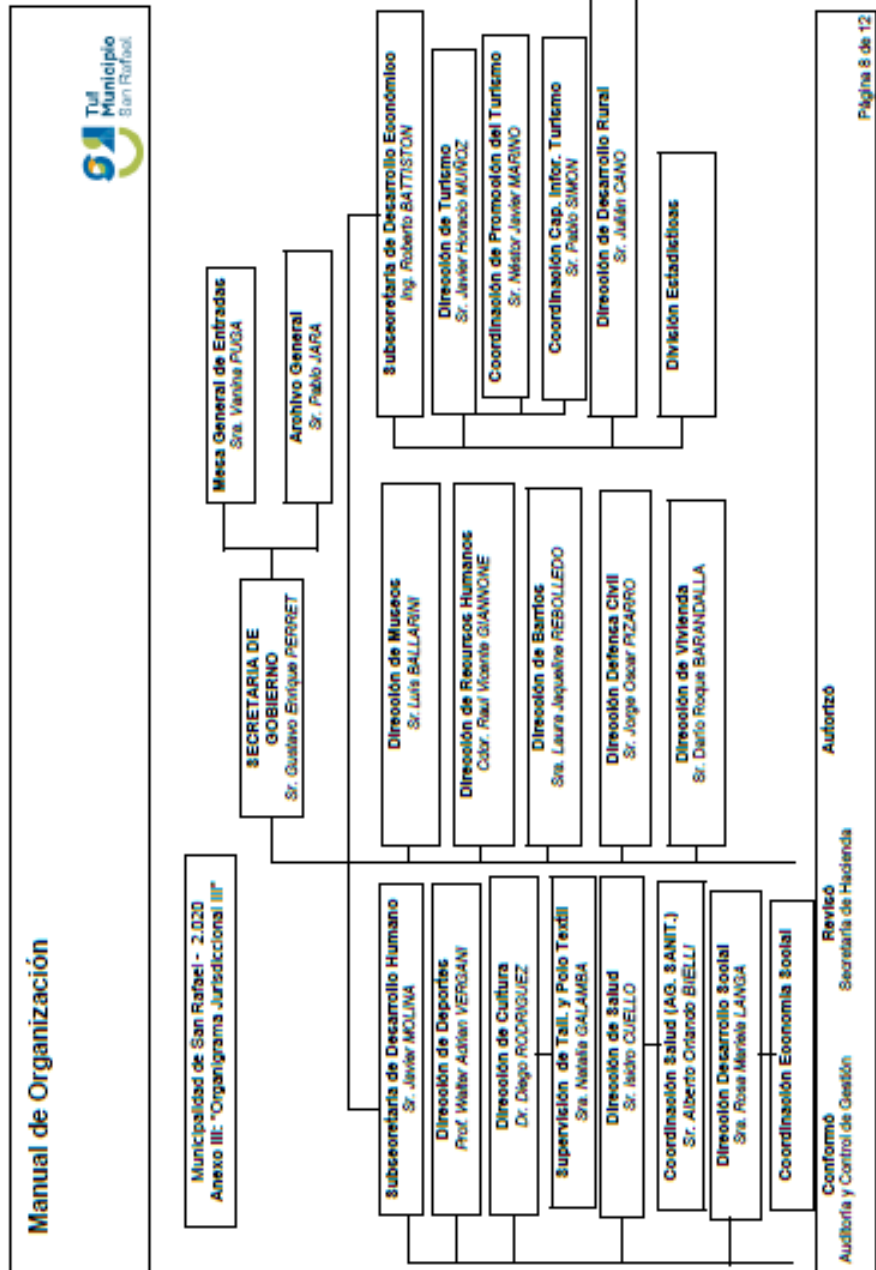 Manual de Organización
Tu!
Municipio
San Rafael
Municipalidad de San Rafael - 2.020
Anexo III: "Organigrama Jurisdiccional III"
SECRETARIA DE
GOBIERNO
Sr. Gustavo Enrique PERRET
Mesa General de Entradas
Sra. Vanina PUGA
Archivo General
Sr. Pablo JARA
Subsecretaria de Desarrollo Humano
Sr. Javier MOLINA
Dirección de Deportes
Prof. Walter Adrian VERGANI
Dirección de Cultura
Dr. Diego RODRIGUEZ
Supervisión de Tall. y Polo Textil
Sra. Natalia GALAMBA
Dirección de Salud
Sr. Isidro CUELLO
Coordinación Salud (AG. SANIT.)
Sr. Alberto Orlando BIELLI
Dirección Desarrollo Social
Sra. Rosa Mariela LANGA
Coordinación Economia Social
Dirección de Museos
Sr. Luis BALLARINI
Dirección de Recursos Humanos
Cdor. Raul Vicente GIANNONE
Dirección de Barrios
Sra. Laura Jaqueline REBOLLEDO
Dirección Defensa Civil
Sr. Jorge Oscar PIZARRO
Dirección de Vivienda
Sr. Dario Roque BARANDALLA
Subsecretaria de Desarrollo Económico
Ing. Roberto BATTISTON
Dirección de Turismo
Sr. Javier Horacio MUÑOZ
Coordinación de Promoción del Turismo
Sr. Néstor Javier MARINO
Coordinación Cap. Infor. Turismo
Sr. Pablo SIMON
Dirección de Desarrollo Rural
Sr. Julián CANO
División Estadísticas
Conformó
Auditoría y Control de Gestión
Revisó
Secretaría de Hacienda
Autorizó
Página 8 de 12